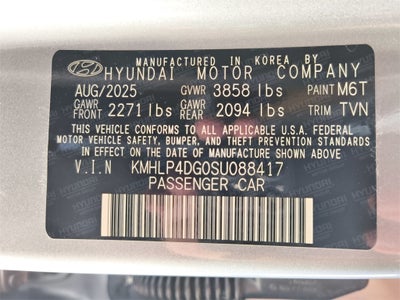 MANUFACTURED IN KOREA BY
HYUNDAI MOTOR COMPANY
AUG/2025 GVWR 3858 lbs PAINT M6T
GAWR FRONT 2271 lbs GAWR REAR 2094 lbs TRIM TVN
THIS VEHICLE CONFORMS TO ALL APPLICABLE U.S.A. FEDERAL
MOTOR VEHICLE SAFETY, BUMPER, AND THEFT PREVENTION STANDARDS
IN EFFECT ON THE DATE OF MANUFACTURE SHOWN ABOVE.
V.I.N KMHLP4DG0SU088417
PASSENGER CAR